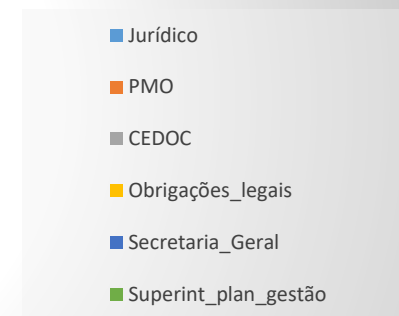 Jurídico
PMO
CEDOC
Obrigações_legais
Secretaria_Geral
Superint_plan_gestão